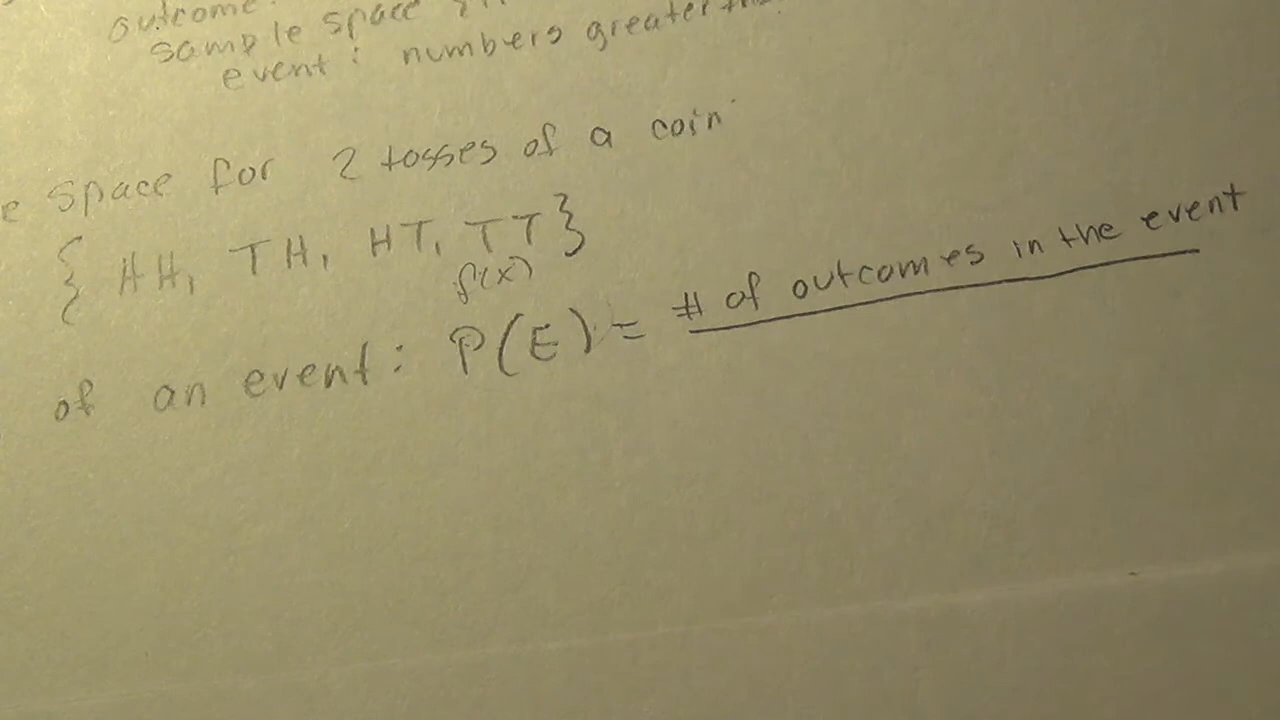 outcome
sample space
event: numbers greater
e space for 2 tosses of a coin
{ HH, TH, HT, TT }
f(x)
of an event: P(E) = # of outcomes in the event